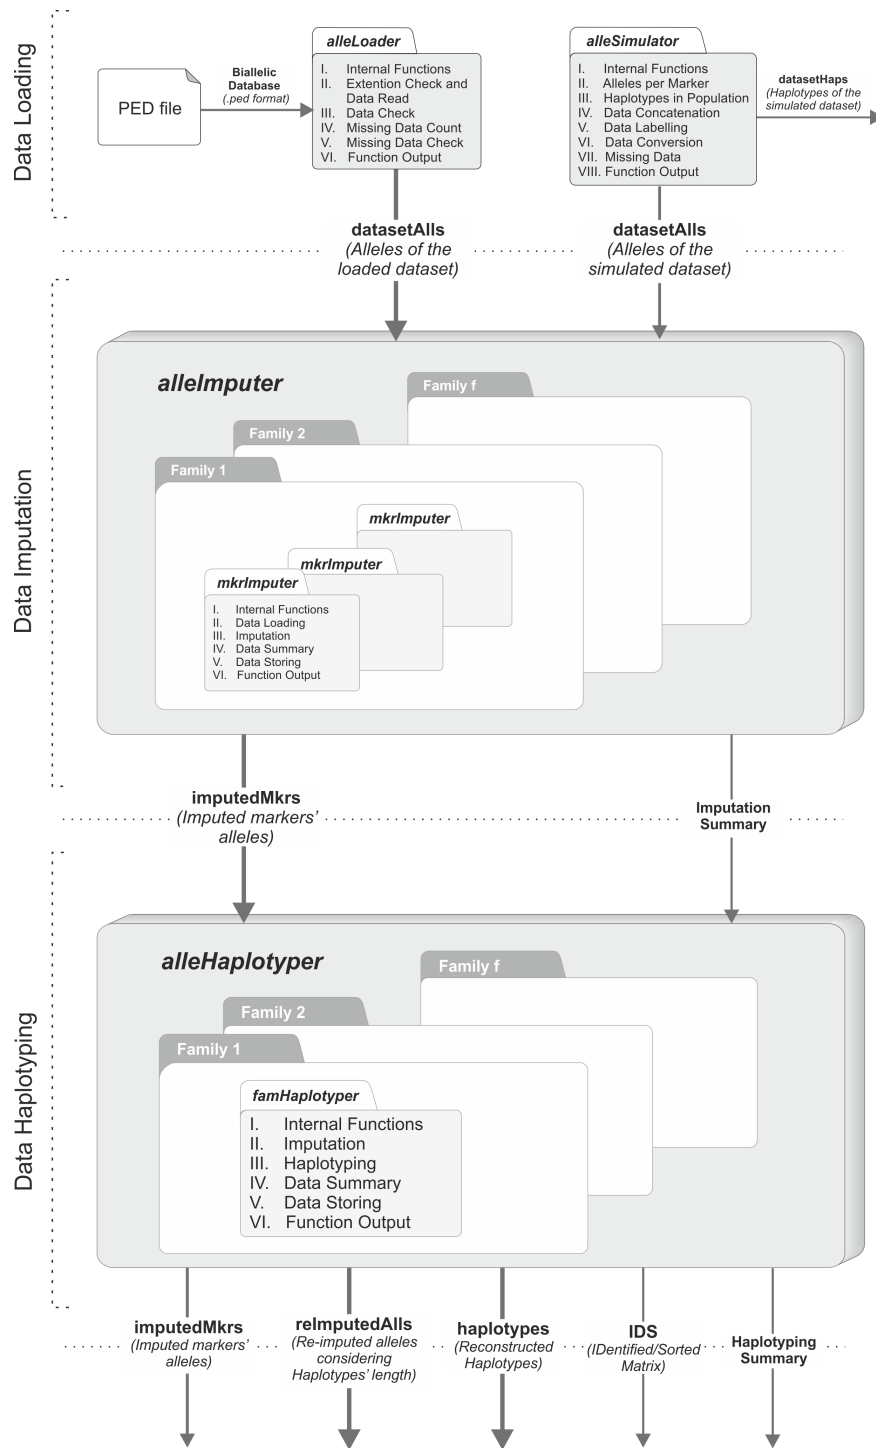 Data Loading
PED file
Biallelic
Database
(.ped format)
alleLoader
I. Internal Functions
II. Extention Check and
Data Read
III. Data Check
IV. Missing Data Count
V. Missing Data Check
VI. Function Output
alleSimulator
I. Internal Functions
II. Alleles per Marker
III. Haplotypes in Population
IV. Data Concatenation
V. Data Labelling
VI. Data Conversion
VII. Missing Data
VIII. Function Output
datasetHaps
(Haplotypes of the
simulated dataset)
datasetAlls
(Alleles of the
loaded dataset)
datasetAlls
(Alleles of the
simulated dataset)
Data Imputation
alleImputer
Family f
Family 2
Family 1
mkrImputer
mkrImputer
mkrImputer
I. Internal Functions
II. Data Loading
III. Imputation
IV. Data Summary
V. Data Storing
VI. Function Output
imputedMkrs
(Imputed markers'
alleles)
Imputation
Summary
Data Haplotyping
alleHaplotyper
Family f
Family 2
Family 1
famHaplotyper
I. Internal Functions
II. Imputation
III. Haplotyping
IV. Data Summary
V. Data Storing
VI. Function Output
imputedMkrs
(Imputed markers'
alleles)
reImputedAlls
(Re-imputed alleles
considering
Haplotypes' length)
haplotypes
(Reconstructed
Haplotypes)
IDS
(IDentified/Sorted
Matrix)
Haplotyping
Summary